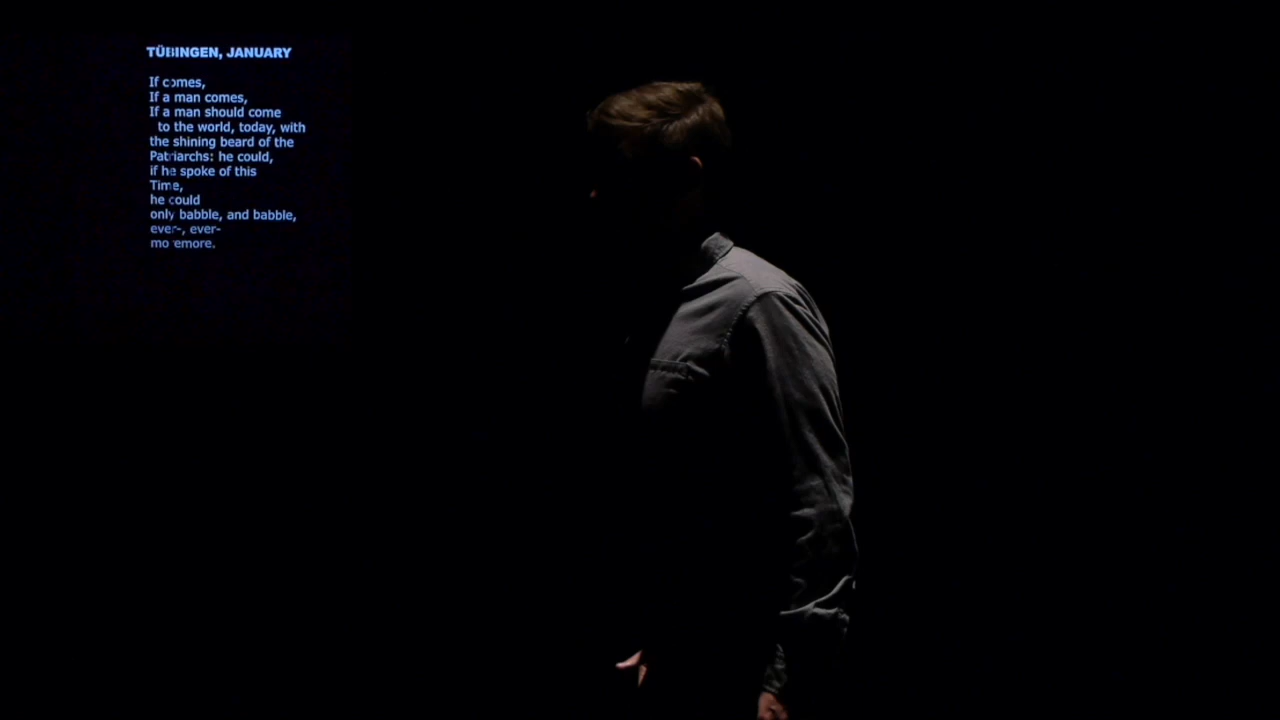 TÜBINGEN, JANUARY
If comes,
If a man comes,
If a man should come
to the world, today, with
the shining beard of the
Patriarchs: he could,
if he spoke of this
Time,
he could
only babble, and babble,
ever-, ever-
moremore.